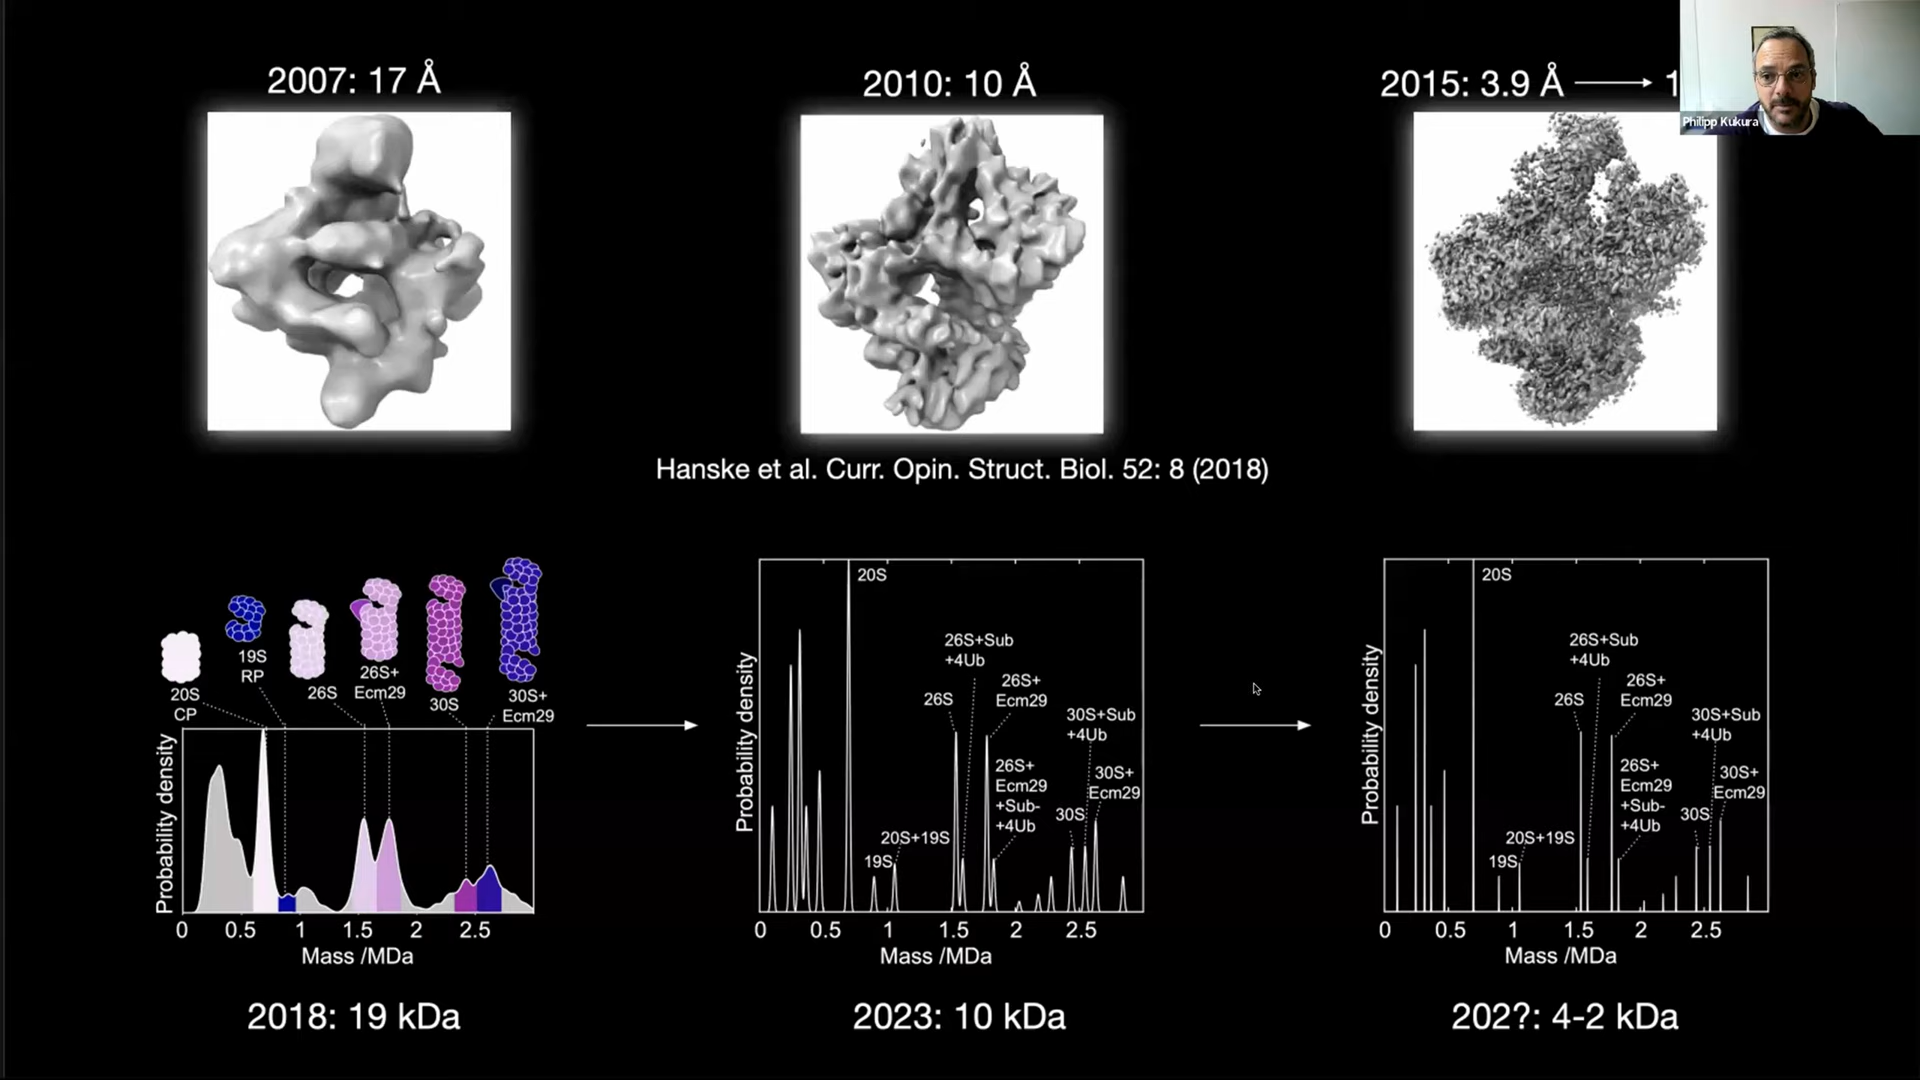 2007: 17 Å
2010: 10 Å
2015: 3.9 Å → 1
Philipp Kukura
Hanske et al. Curr. Opin. Struct. Biol. 52: 8 (2018)
20S
CP
19S
RP
26S
26S+
Ecm29
30S
30S+
Ecm29
Probability density
0 0.5 1 1.5 2 2.5
Mass /MDa
2018: 19 kDa
Probability density
20S
26S+Sub
+4Ub
26S
26S+
Ecm29
30S+Sub
+4Ub
26S+
Ecm29
+Sub-
+4Ub
30S+
Ecm29
30S
20S+19S
19S
0 0.5 1 1.5 2 2.5
Mass /MDa
2023: 10 kDa
Probability density
20S
26S+Sub
+4Ub
26S
26S+
Ecm29
30S+Sub
+4Ub
26S+
Ecm29
+Sub-
+4Ub
30S+
Ecm29
30S
20S+19S
19S
0 0.5 1 1.5 2 2.5
Mass /MDa
202?: 4-2 kDa